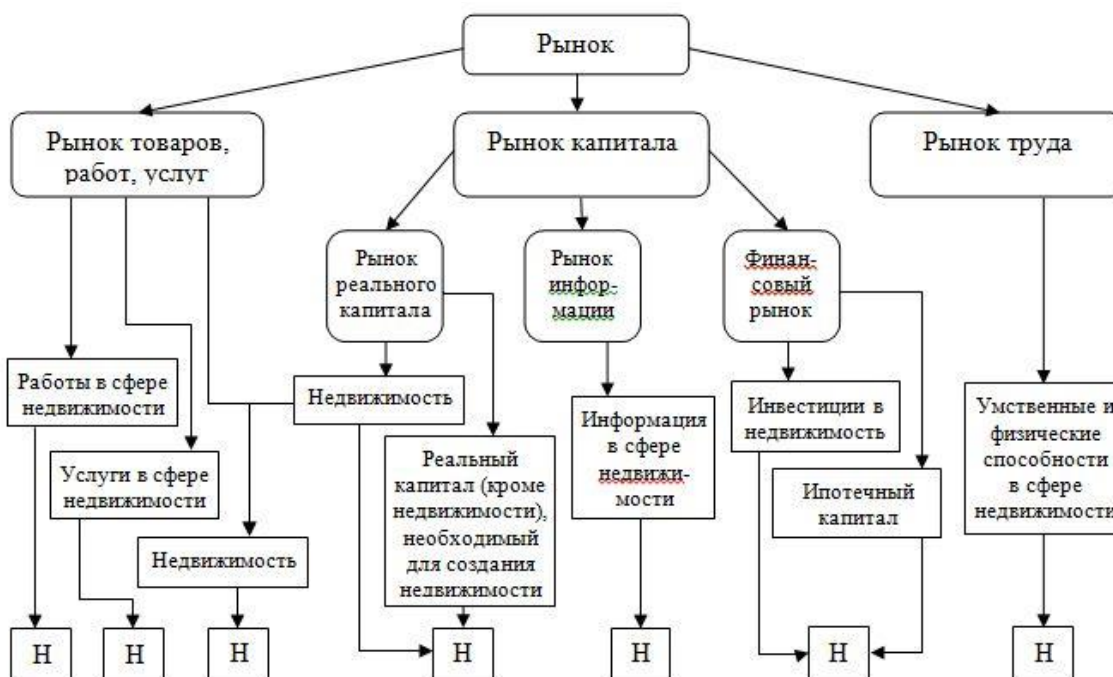 Рынок
Рынок товаров,
работ, услуг
Рынок капитала
Рынок труда
Рынок
реального
капитала
Рынок
инфор-
мации
Финан-
совый
рынок
Работы в сфере
недвижимости
Недвижимость
Информация
в сфере
недвижи-
мости
Инвестиции в
недвижимость
Умственные и
физические
способности
в сфере
недвижимости
Услуги в сфере
недвижимости
Реальный
капитал (кроме
недвижимости),
необходимый
для создания
недвижимости
Ипотечный
капитал
Недвижимость
Н
Н
Н
Н
Н
Н
Н